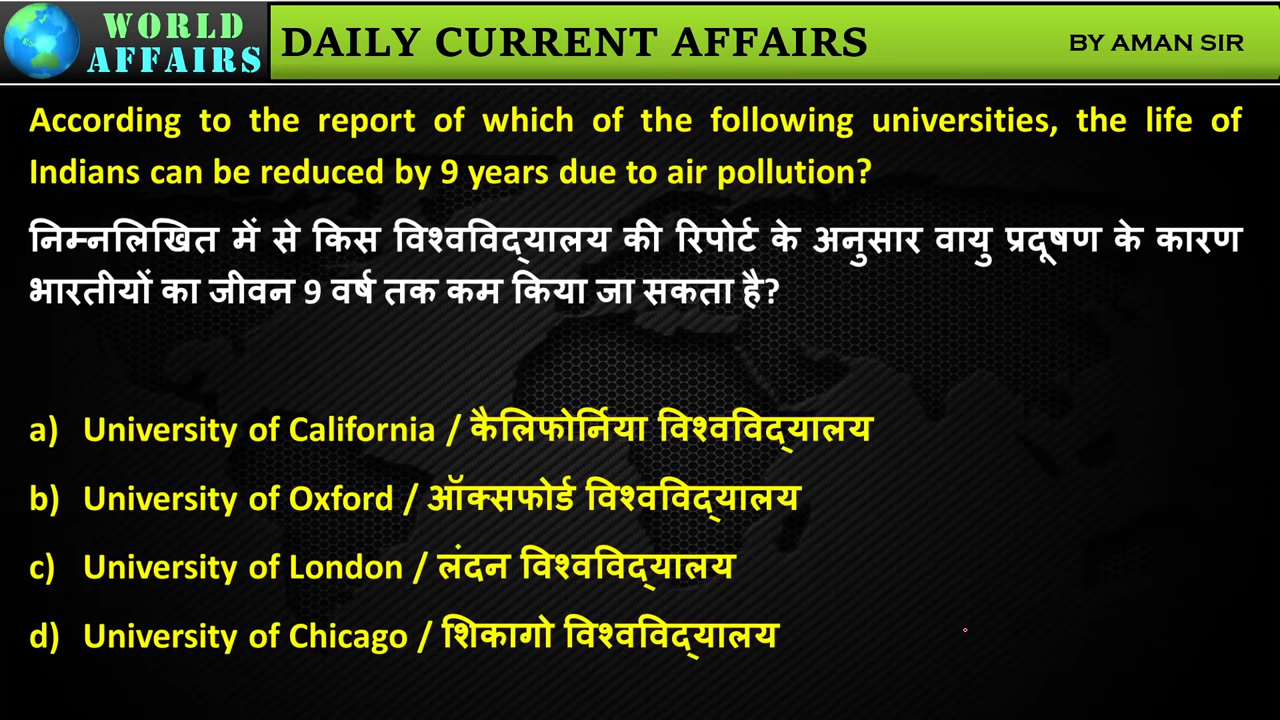 WORLD
AFFAIRS
DAILY CURRENT AFFAIRS
BY AMAN SIR
According to the report of which of the following universities, the life of
Indians can be reduced by 9 years due to air pollution?
निम्नलिखित में से किस विश्वविद्यालय की रिपोर्ट के अनुसार वायु प्रदूषण के कारण
भारतीयों का जीवन 9 वर्ष तक कम किया जा सकता है?
a) University of California / कैलिफोर्निया विश्वविद्यालय
b) University of Oxford / ऑक्सफोर्ड विश्वविद्यालय
c) University of London / लंदन विश्वविद्यालय
d) University of Chicago / शिकागो विश्वविद्यालय